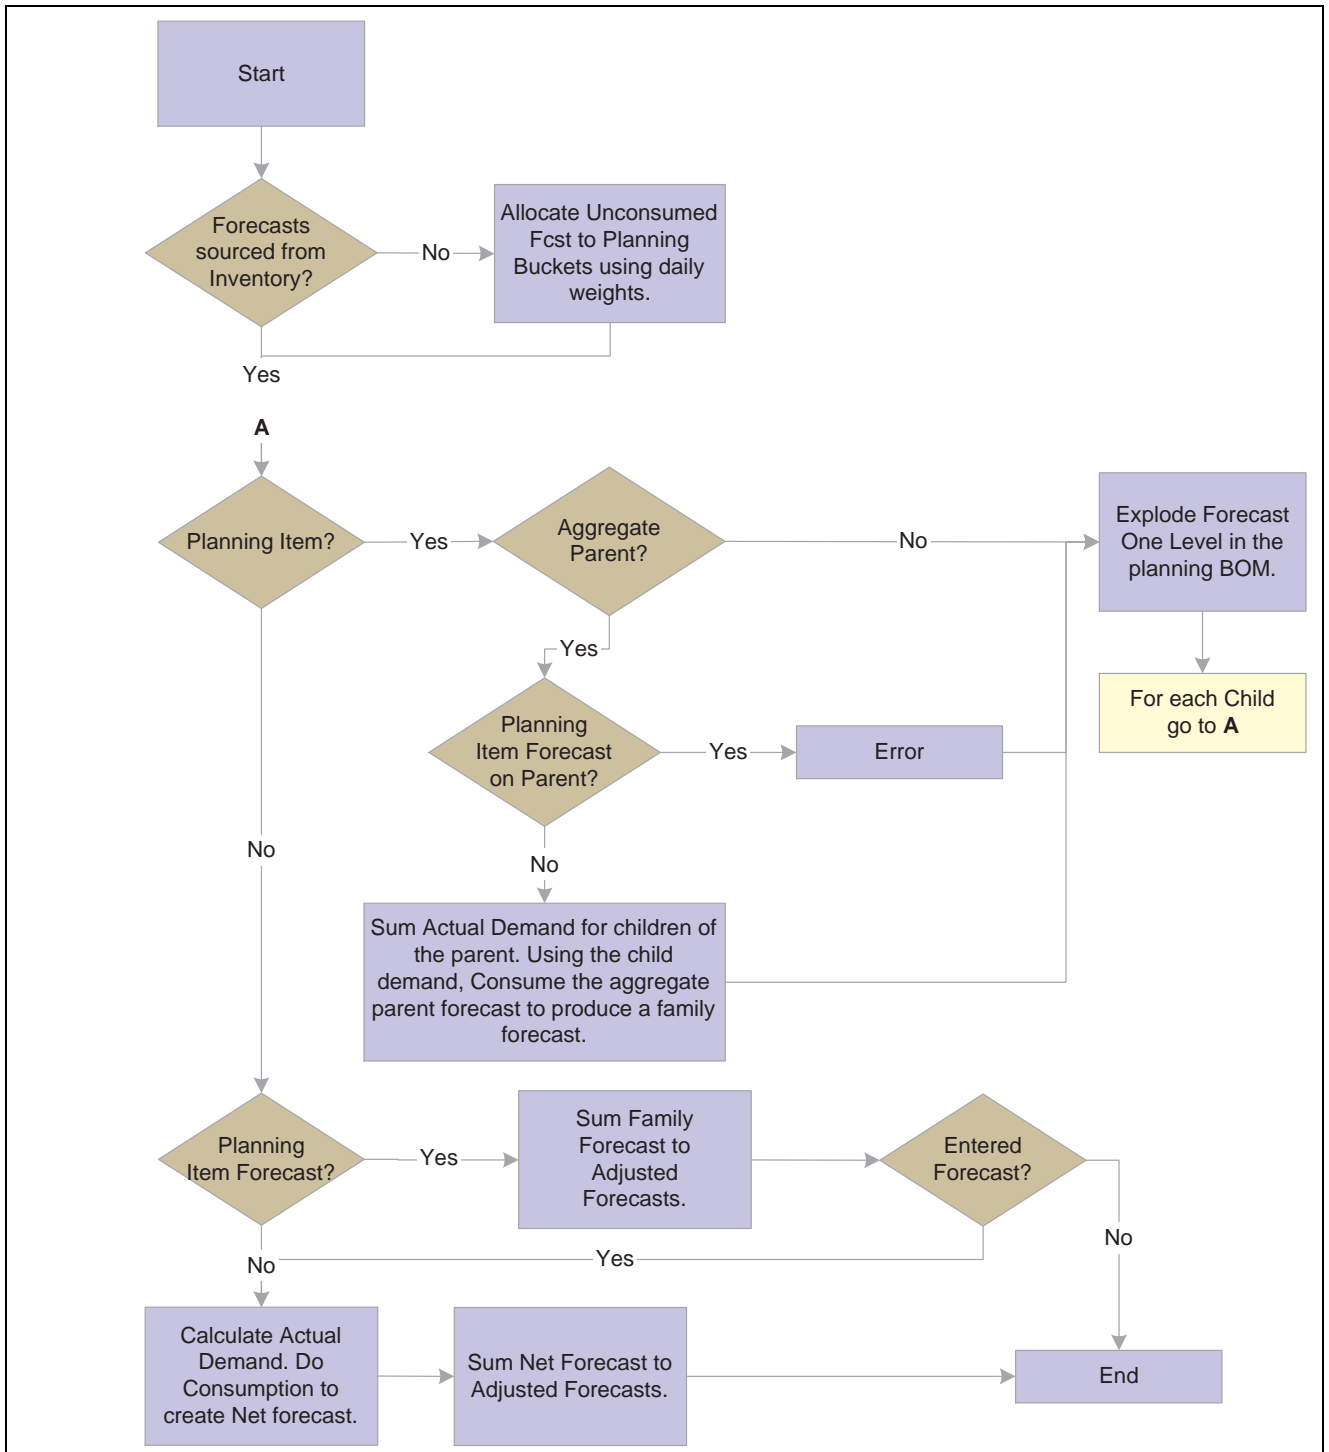 Start
Forecasts
sourced from
Inventory?
No
Allocate Unconsumed
Fcst to Planning
Buckets using daily
weights.
Yes
A
Planning Item?
Yes
Aggregate
Parent?
No
Explode Forecast
One Level in the
planning BOM.
Yes
For each Child
go to A
Planning
Item Forecast
on Parent?
Yes
Error
No
No
Sum Actual Demand for children of
the parent. Using the child
demand, Consume the aggregate
parent forecast to produce a family
forecast.
Planning
Item Forecast?
Yes
Sum Family
Forecast to
Adjusted
Forecasts.
Entered
Forecast?
No
Yes
No
Calculate Actual
Demand. Do
Consumption to
create Net forecast.
Sum Net Forecast to
Adjusted Forecasts.
End